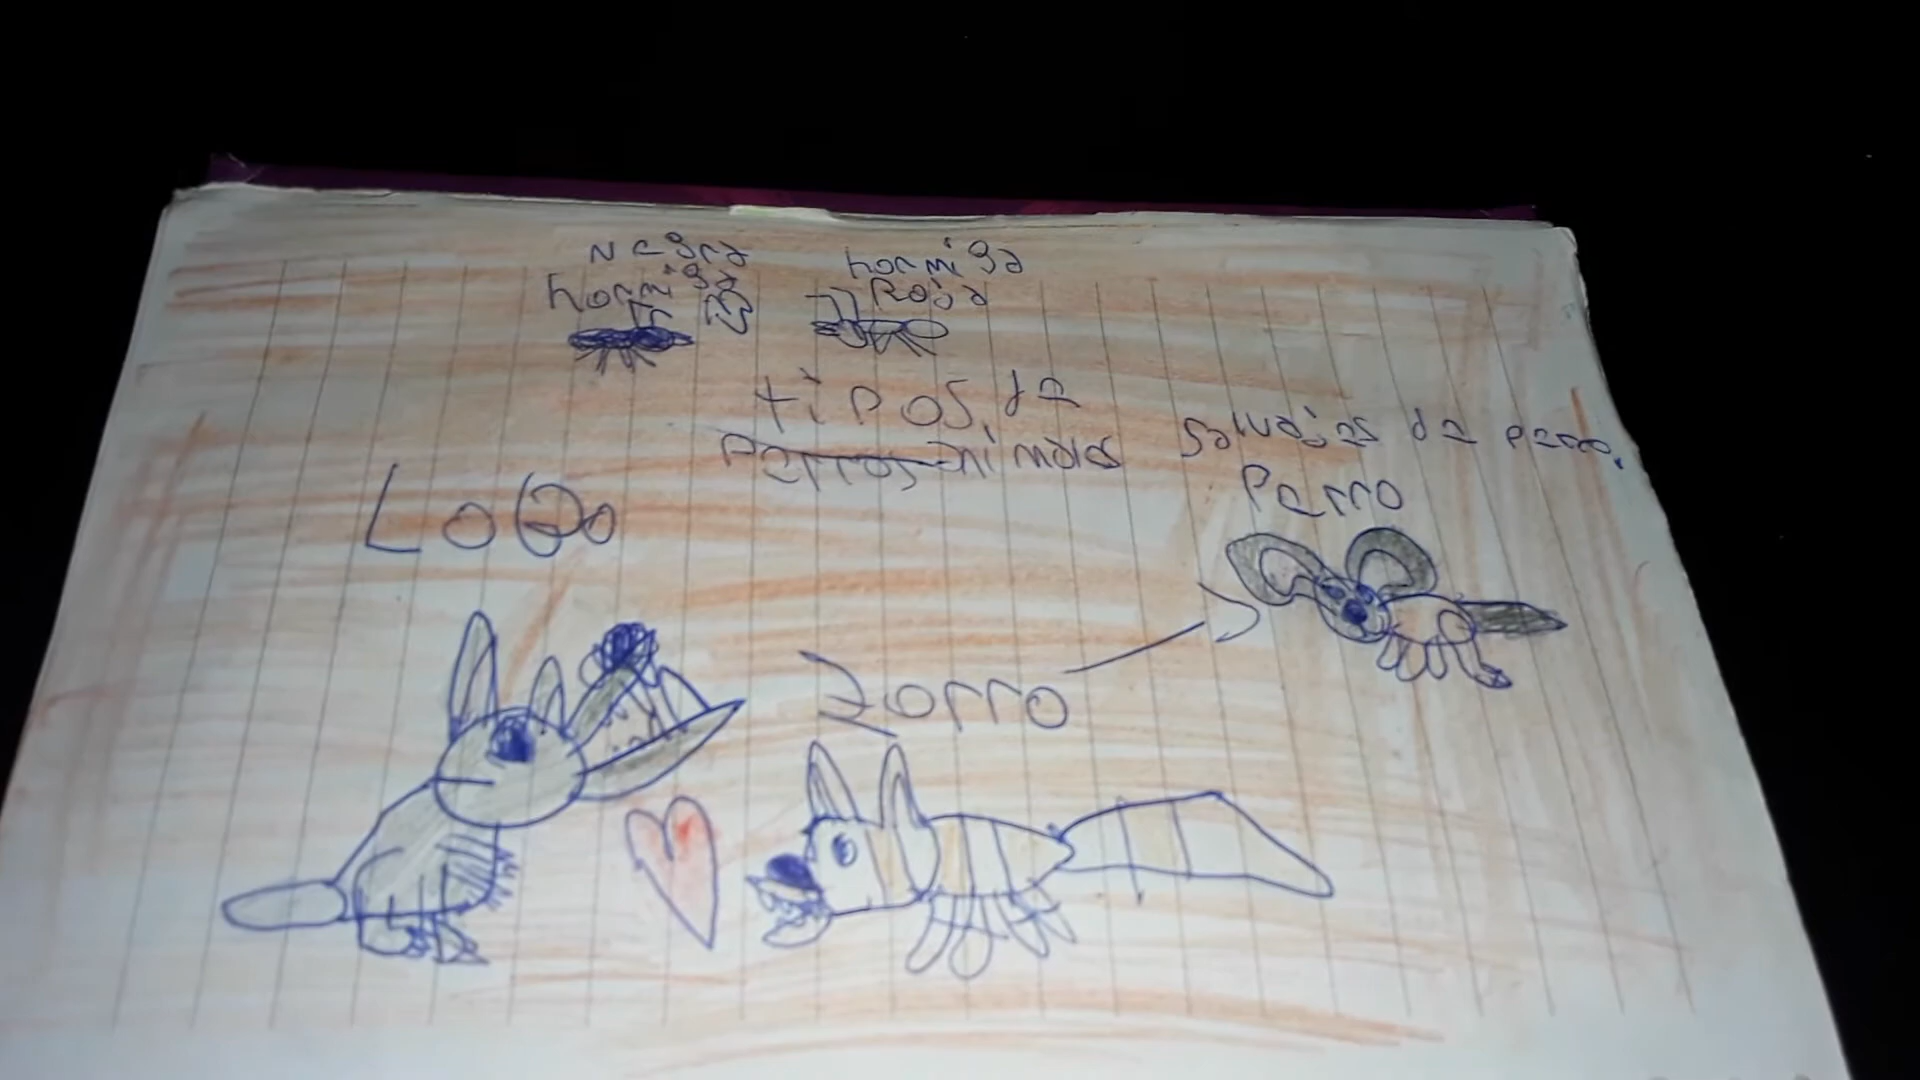 Negra
hormiga
hormiga
Roja
tipos de
Perros animales
Salvajes de perro.
Perro
LoBo
Zorro